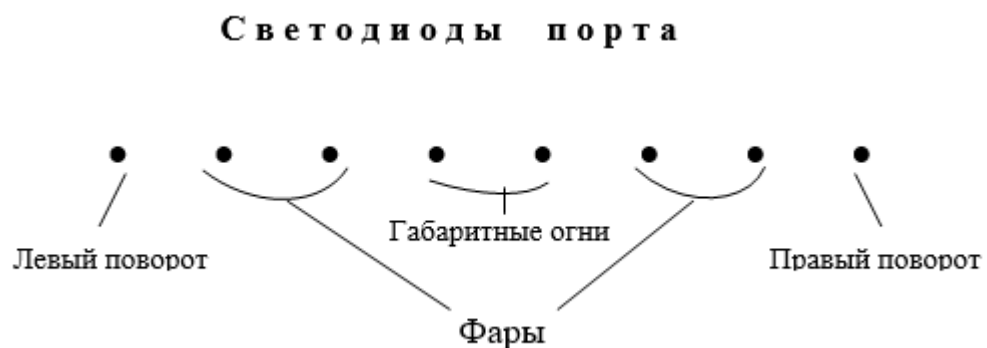 Светодиоды порта
Габаритные огни
Левый поворот
Правый поворот
Фары